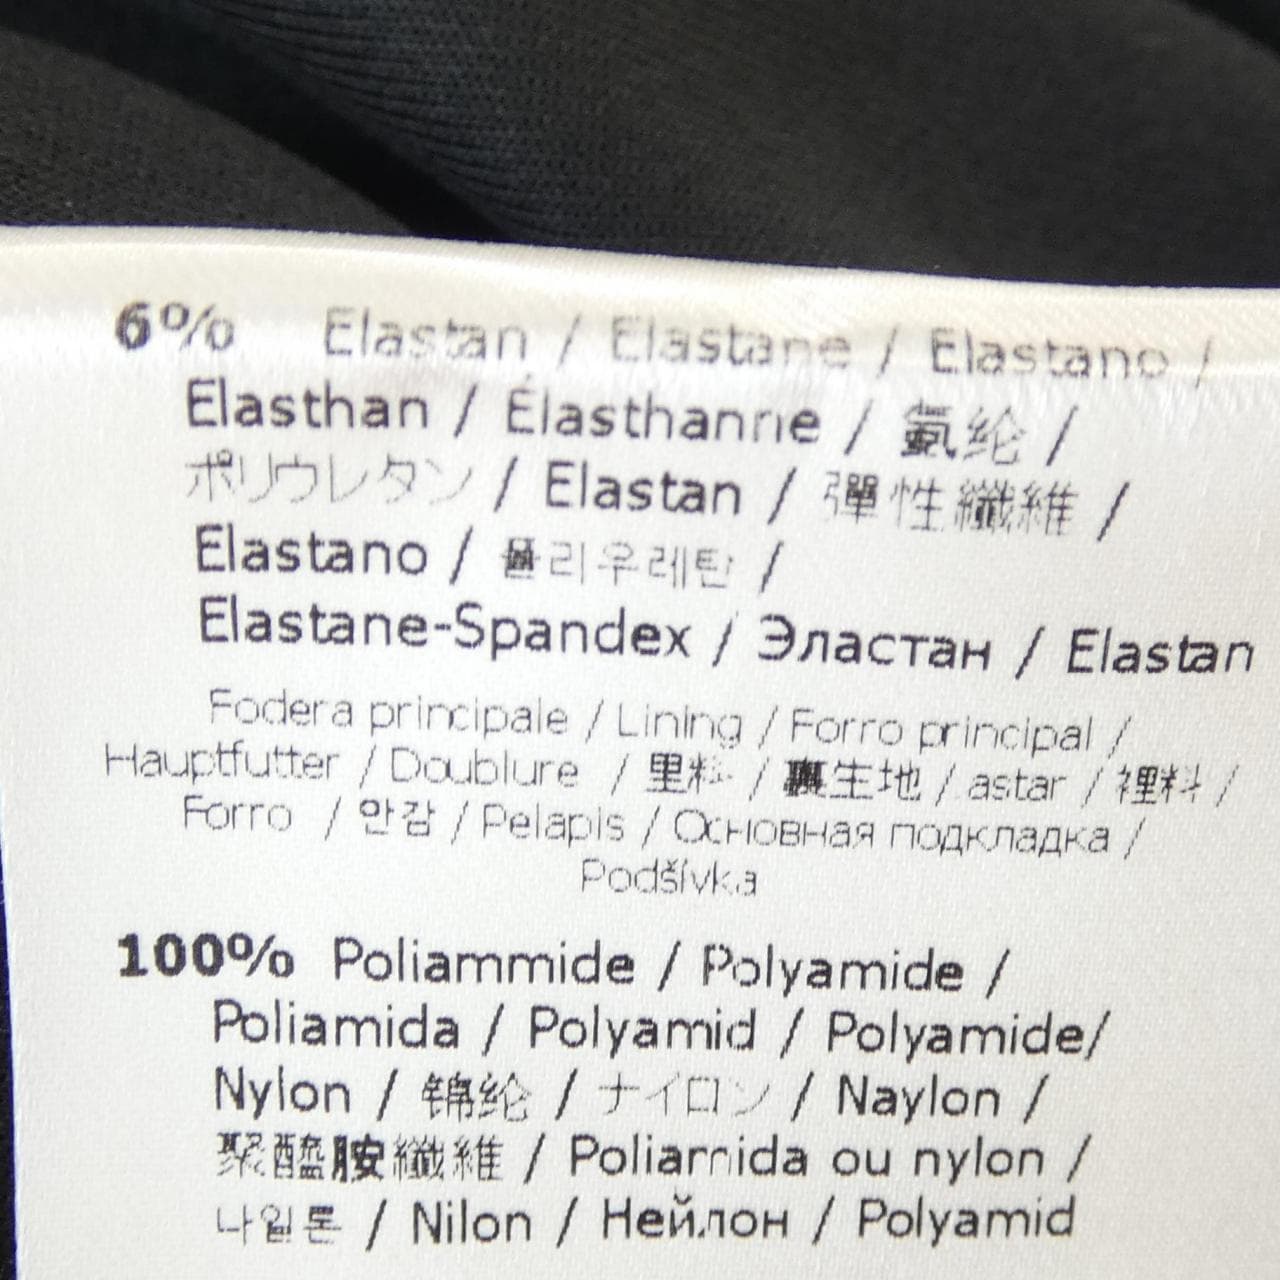 6% Elastan / Elastane / Elastano /
Elasthan / Élasthanne / 氨纶 /
ポリウレタン / Elastan / 彈性纖維 /
Elastano / 폴리우레탄 /
Elastane-Spandex / Эластан / Elastan
Fodera principale / Lining / Forro principal /
Hauptfutter / Doublure / 里料 / 裏生地 / astar / 裡料 /
Forro / 안감 / Pelapis / Основная подкладка /
Podšívka
100% Poliammide / Polyamide /
Poliamida / Polyamid / Polyamide/
Nylon / 锦纶 / ナイロン / Naylon /
聚醯胺纖維 / Poliamida ou nylon /
나일론 / Nilon / Нейлон / Polyamid